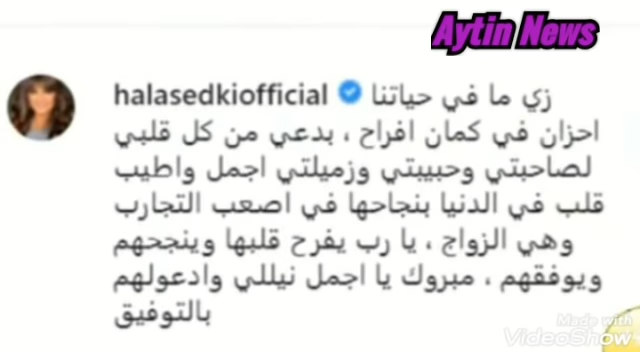 Aytin News
halasedkiofficial زي ما في حياتنا
احزان في كمان افراح ، بدعي من كل قلبي
لصاحبتي وحبيبتي وزميلتي اجمل واطيب
قلب في الدنيا بنجاحها في اصعب التجارب
وهي الزواج ، يا رب يفرح قلبها وينجحهم
ويوفقهم ، مبروك يا اجمل نيللي وادعولهم
بالتوفيق
Made with
VideoShow